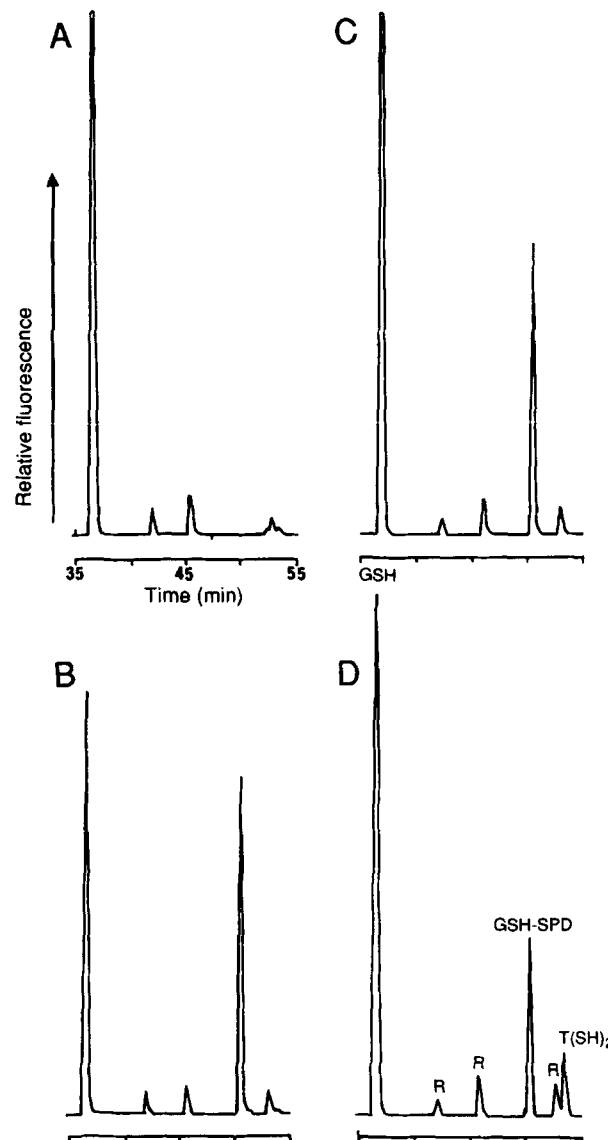 A
C
Relative fluorescence
35 45 55
Time (min)
GSH
B
D
GSH-SPD
T(SH)₂
R
R
R